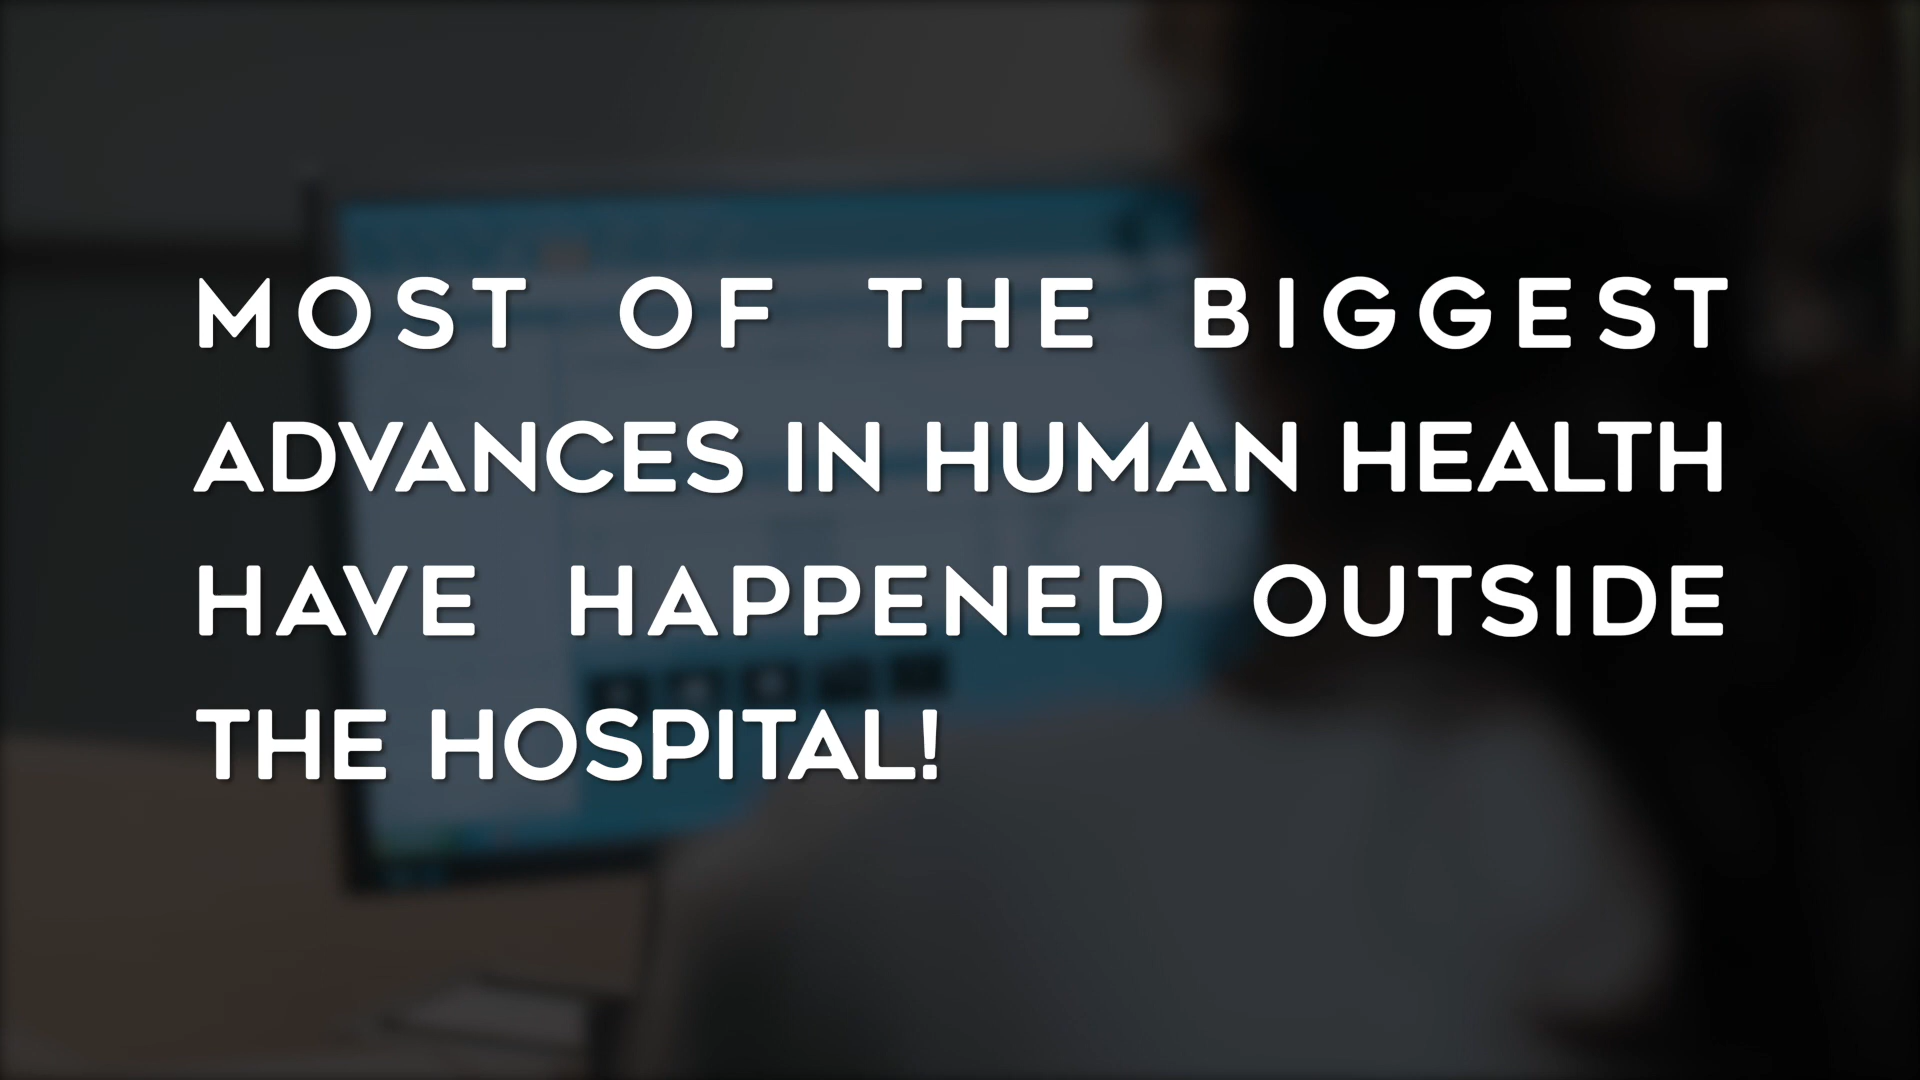 MOST OF THE BIGGEST
ADVANCES IN HUMAN HEALTH
HAVE HAPPENED OUTSIDE
THE HOSPITAL!